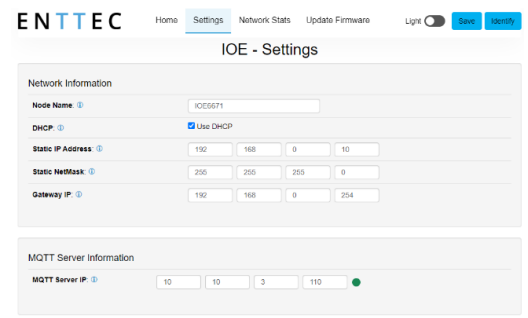 ENTTEC Home Settings Network Stats Update Firmware Light Save Identify
IOE - Settings
Network Information
Node Name: IOE6671
DHCP: Use DHCP
Static IP Address: 192 168 0 10
Static NetMask: 255 255 255 0
Gateway IP: 192 168 0 254
MQTT Server Information
MQTT Server IP: 10 10 3 110